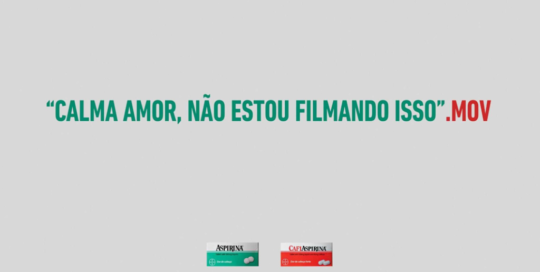 “CALMA AMOR, NÃO ESTOU FILMANDO ISSO”.MOV
ASPIRINA
CAFIASPIRINA